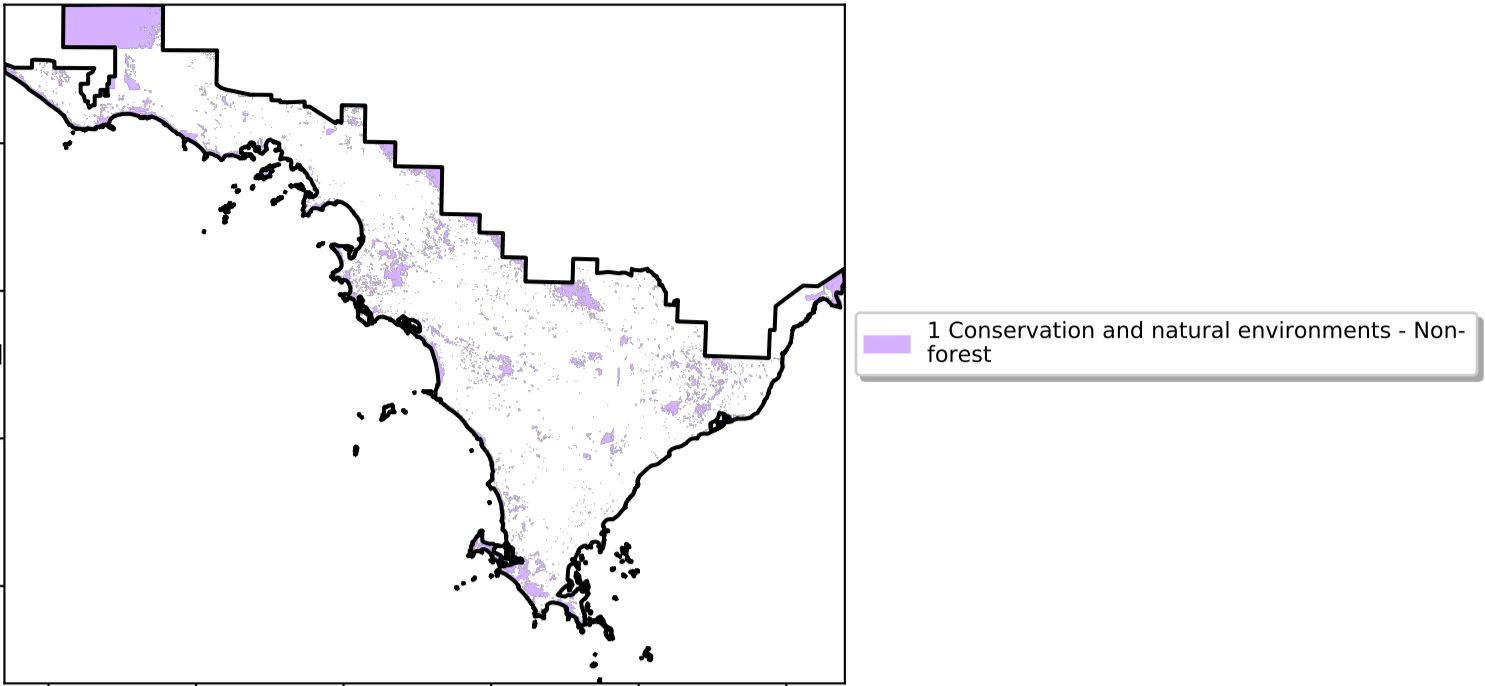 1 Conservation and natural environments - Non-
forest